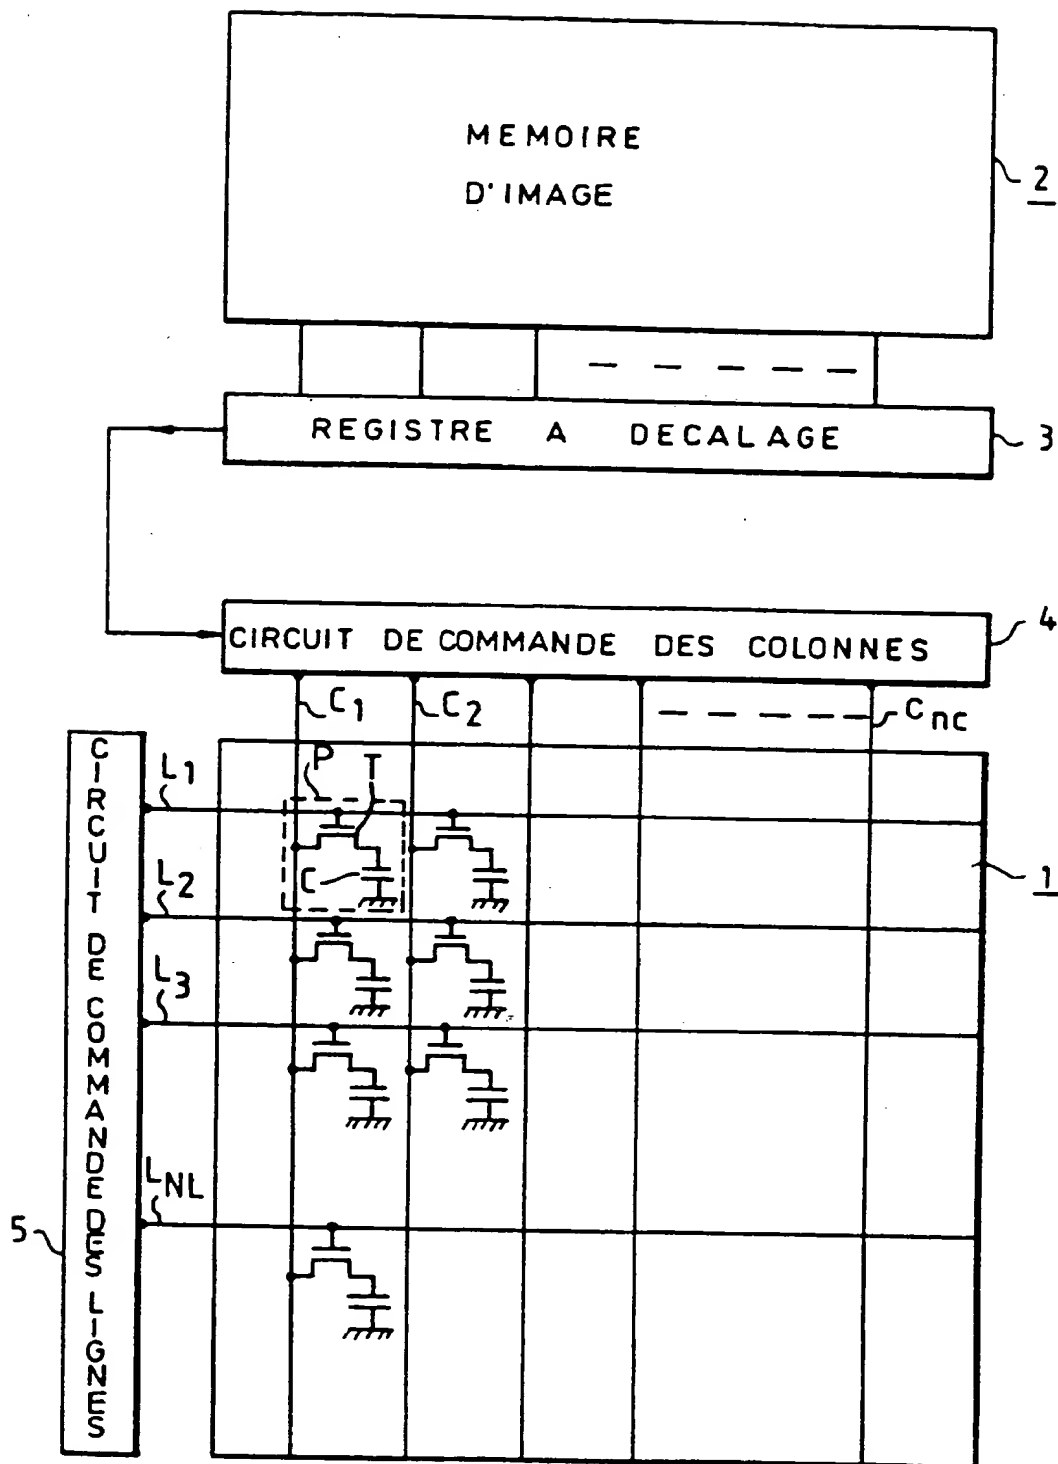 MEMOIRE
D'IMAGE
2
REGISTRE A DECALAGE
3
4
CIRCUIT DE COMMANDE DES COLONNES
C1
C2
Cnc
CIRCUIT DE COMMANDE DES LIGNES
L1
P
T
C
1
L2
L3
LNL
5